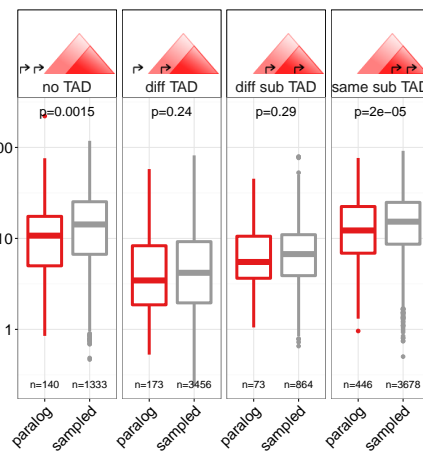 no TAD
diff TAD
diff sub TAD
same sub TAD
p=0.0015
p=0.24
p=0.29
p=2e-05
00
10
1
n=140
n=1333
n=173
n=3456
n=73
n=864
n=446
n=3678
paralog
sampled
paralog
sampled
paralog
sampled
paralog
sampled